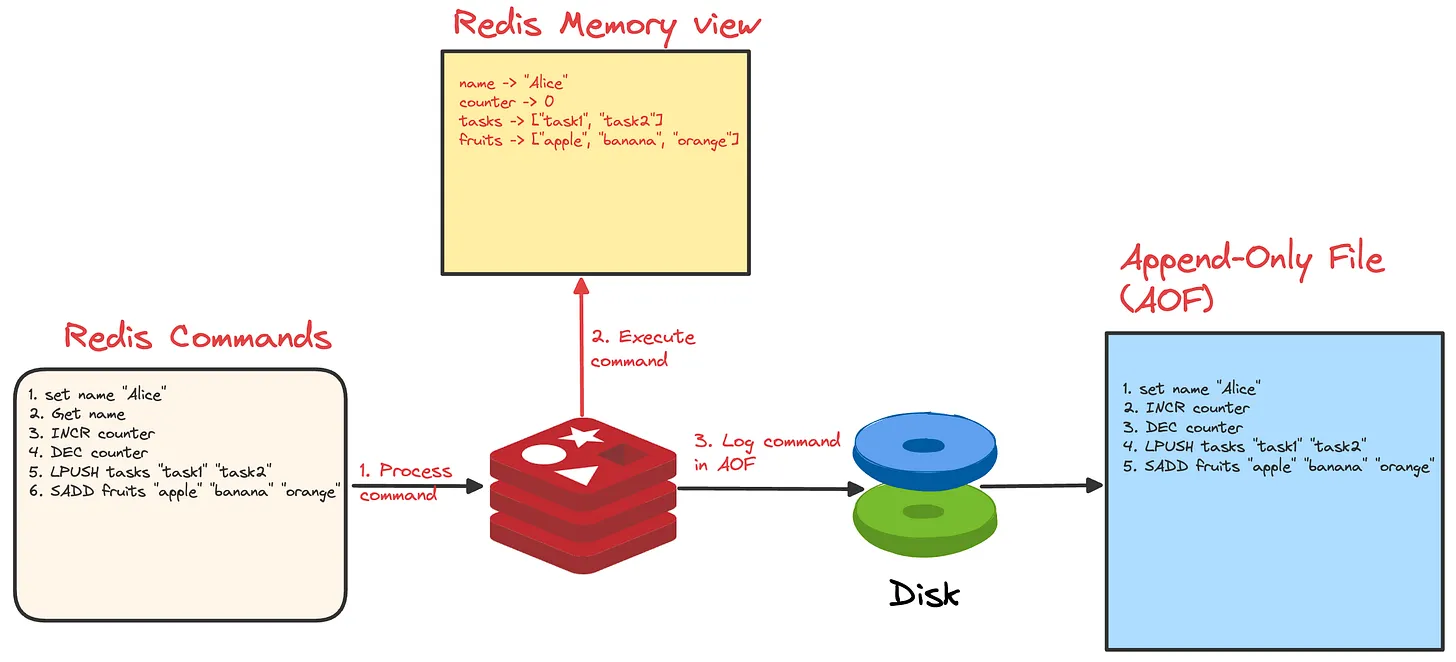 Redis Memory view
name -> "Alice"
counter -> 0
tasks -> ["task1", "task2"]
fruits -> ["apple", "banana", "orange"]
2. Execute
command
Redis Commands
1. set name "Alice"
2. Get name
3. INCR counter
4. DEC counter
5. LPUSH tasks "task1" "task2"
6. SADD fruits "apple" "banana" "orange"
1. Process
command
3. Log command
in AOF
Disk
Append-Only File
(AOF)
1. set name "Alice"
2. INCR counter
3. DEC counter
4. LPUSH tasks "task1" "task2"
5. SADD fruits "apple" "banana" "orange"